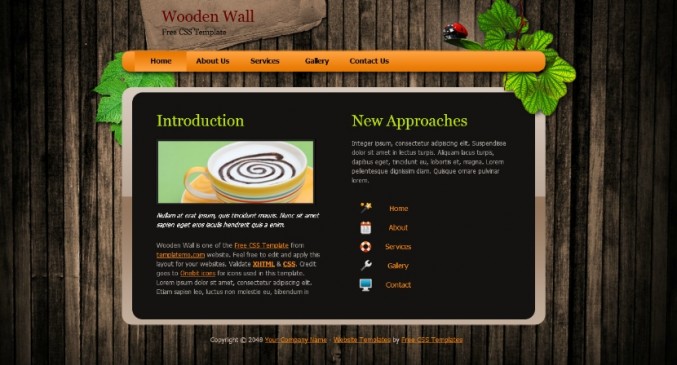 Wooden Wall
Free CSS Template
Home About Us Services Gallery Contact Us
Introduction
Nullam at erat ipsum, quis tincidunt mauris. Nunc sit amet
sapien eget eros iaculis hendrerit quis a enim.
Wooden Wall is one of the Free CSS Template from
templatemo.com website. Feel free to edit and apply this
layout for your websites. Validate XHTML & CSS. Credit
goes to Onebit icons for icons used in this template.
Lorem ipsum dolor sit amet, consectetur adipiscing elit.
Etiam sapien leo, luctus non molestie eu, bibendum in
New Approaches
Integer ipsum, consectetur adipiscing elit. Suspendisse
dolor sit amet in lectus turpis. Aliquam lacus turpis,
dapibus eget, tincidunt eu, lobortis et, magna. Lorem
pellentesque dignissim diam. Quisque ornare pulvinar
lorem.
Home
About
Services
Gallery
Contact
Copyright © Your Company Name - Website Templates by Free CSS Templates